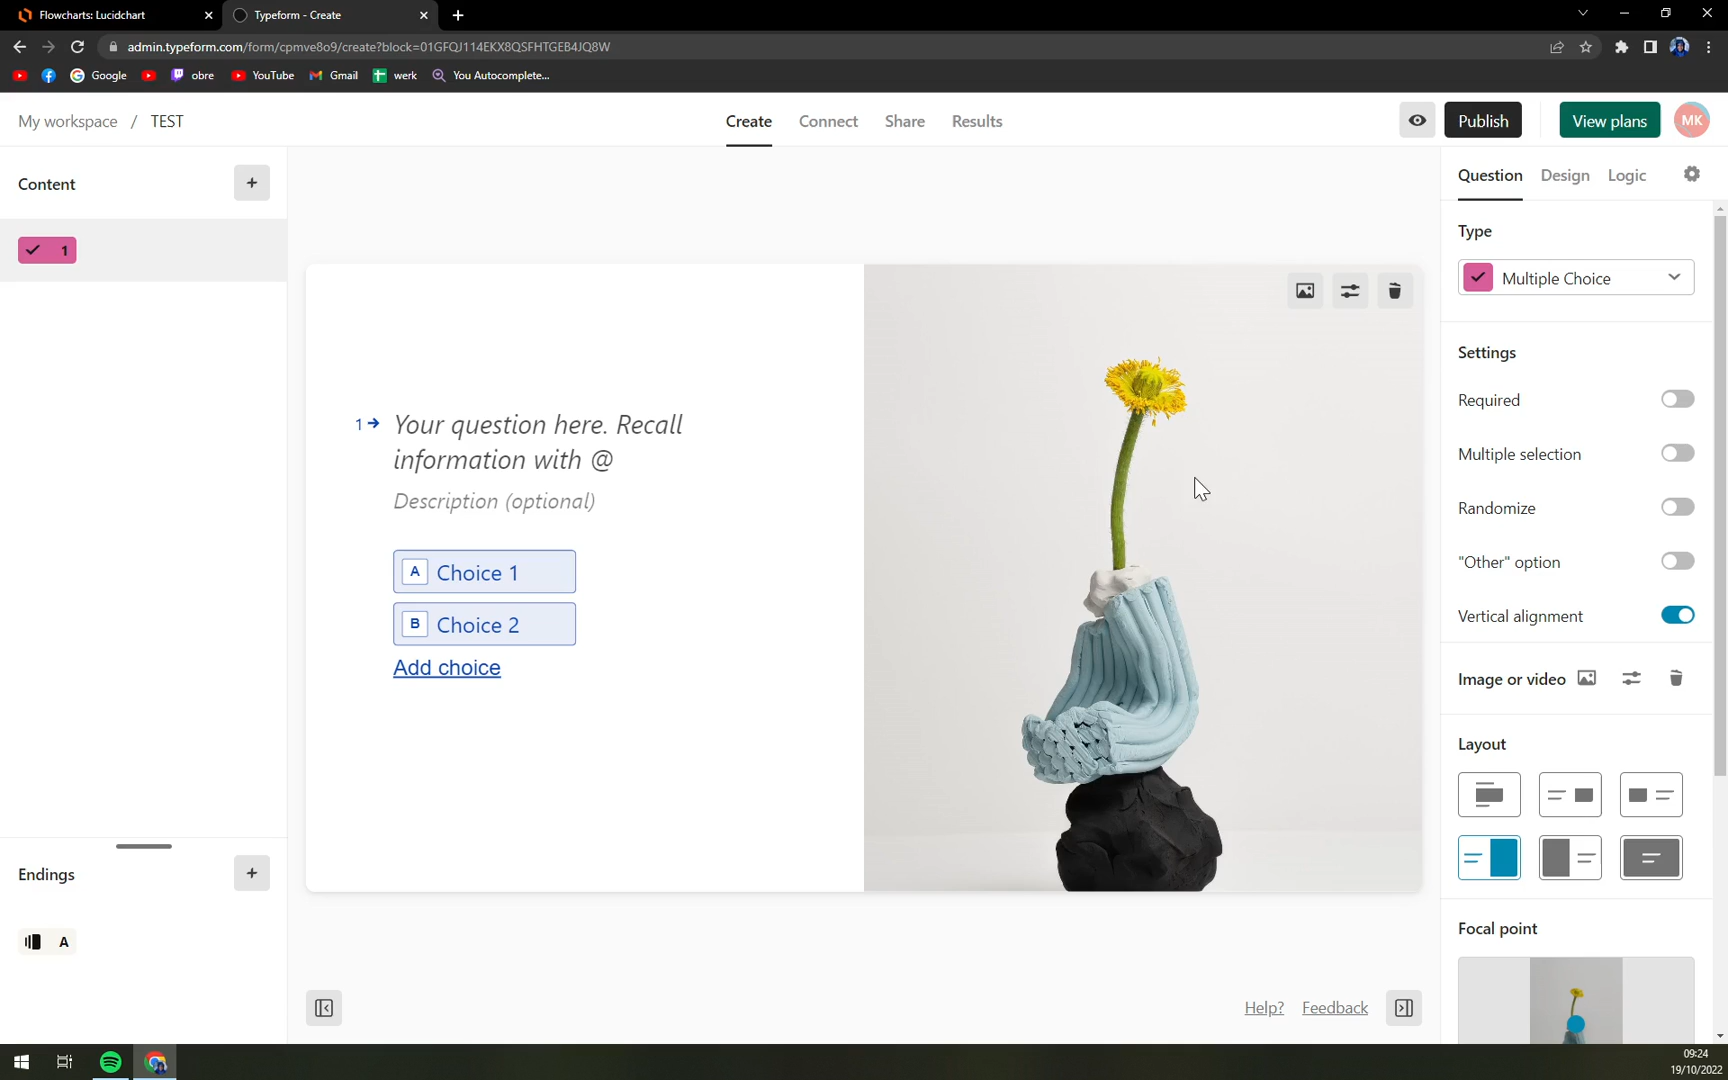 Flowcharts: Lucidchart
Typeform - Create
admin.typeform.com/form/cpmve8o9/create?block=01GFQJ114EKX8QSFHTGEB4JQ8W
Google
obre
YouTube
Gmail
werk
You Autocomplete...
My workspace / TEST
Create
Connect
Share
Results
Publish
View plans
MK
Content
+
Question
Design
Logic
1
Type
Multiple Choice
Settings
Required
Multiple selection
Randomize
"Other" option
Vertical alignment
Image or video
Layout
Focal point
1 Your question here. Recall
information with @
Description (optional)
A Choice 1
B Choice 2
Add choice
Endings
+
A
Help?
Feedback
09:24
19/10/2022